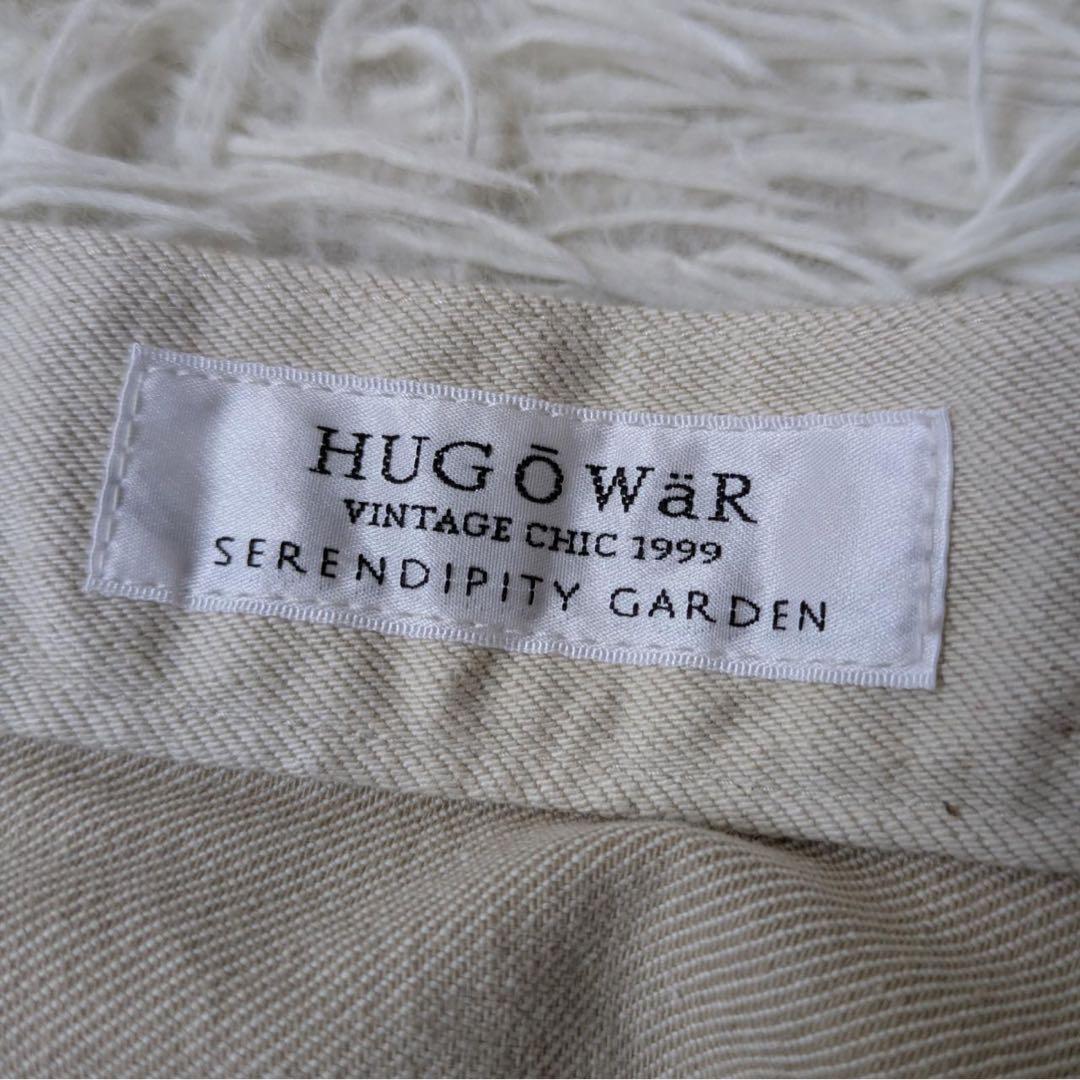 HUGŌWäR
VINTAGE CHIC 1999
SERENDIPITY GARDEN